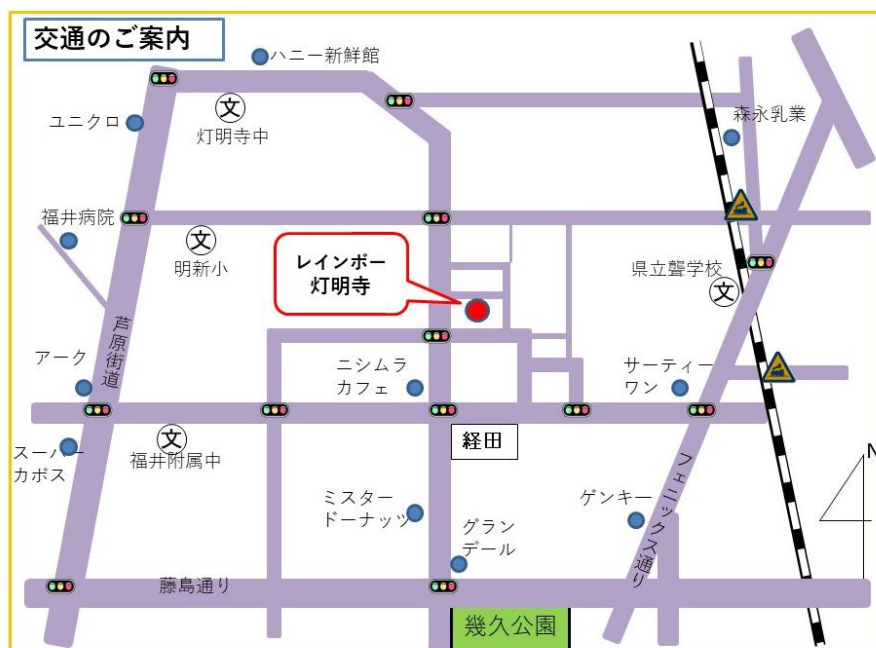 交通のご案内
ハニー新鮮館
文
灯明寺中
ユニクロ
森永乳業
福井病院
文
明新小
レインボー
灯明寺
県立聾学校
文
芦原街道
アーク
ニシムラ
カフェ
サーティー
ワン
経田
文
福井附属中
スーパー
カボス
フェニックス通り
N
ミスター
ドーナッツ
ゲンキー
グラン
デール
藤島通り
幾久公園